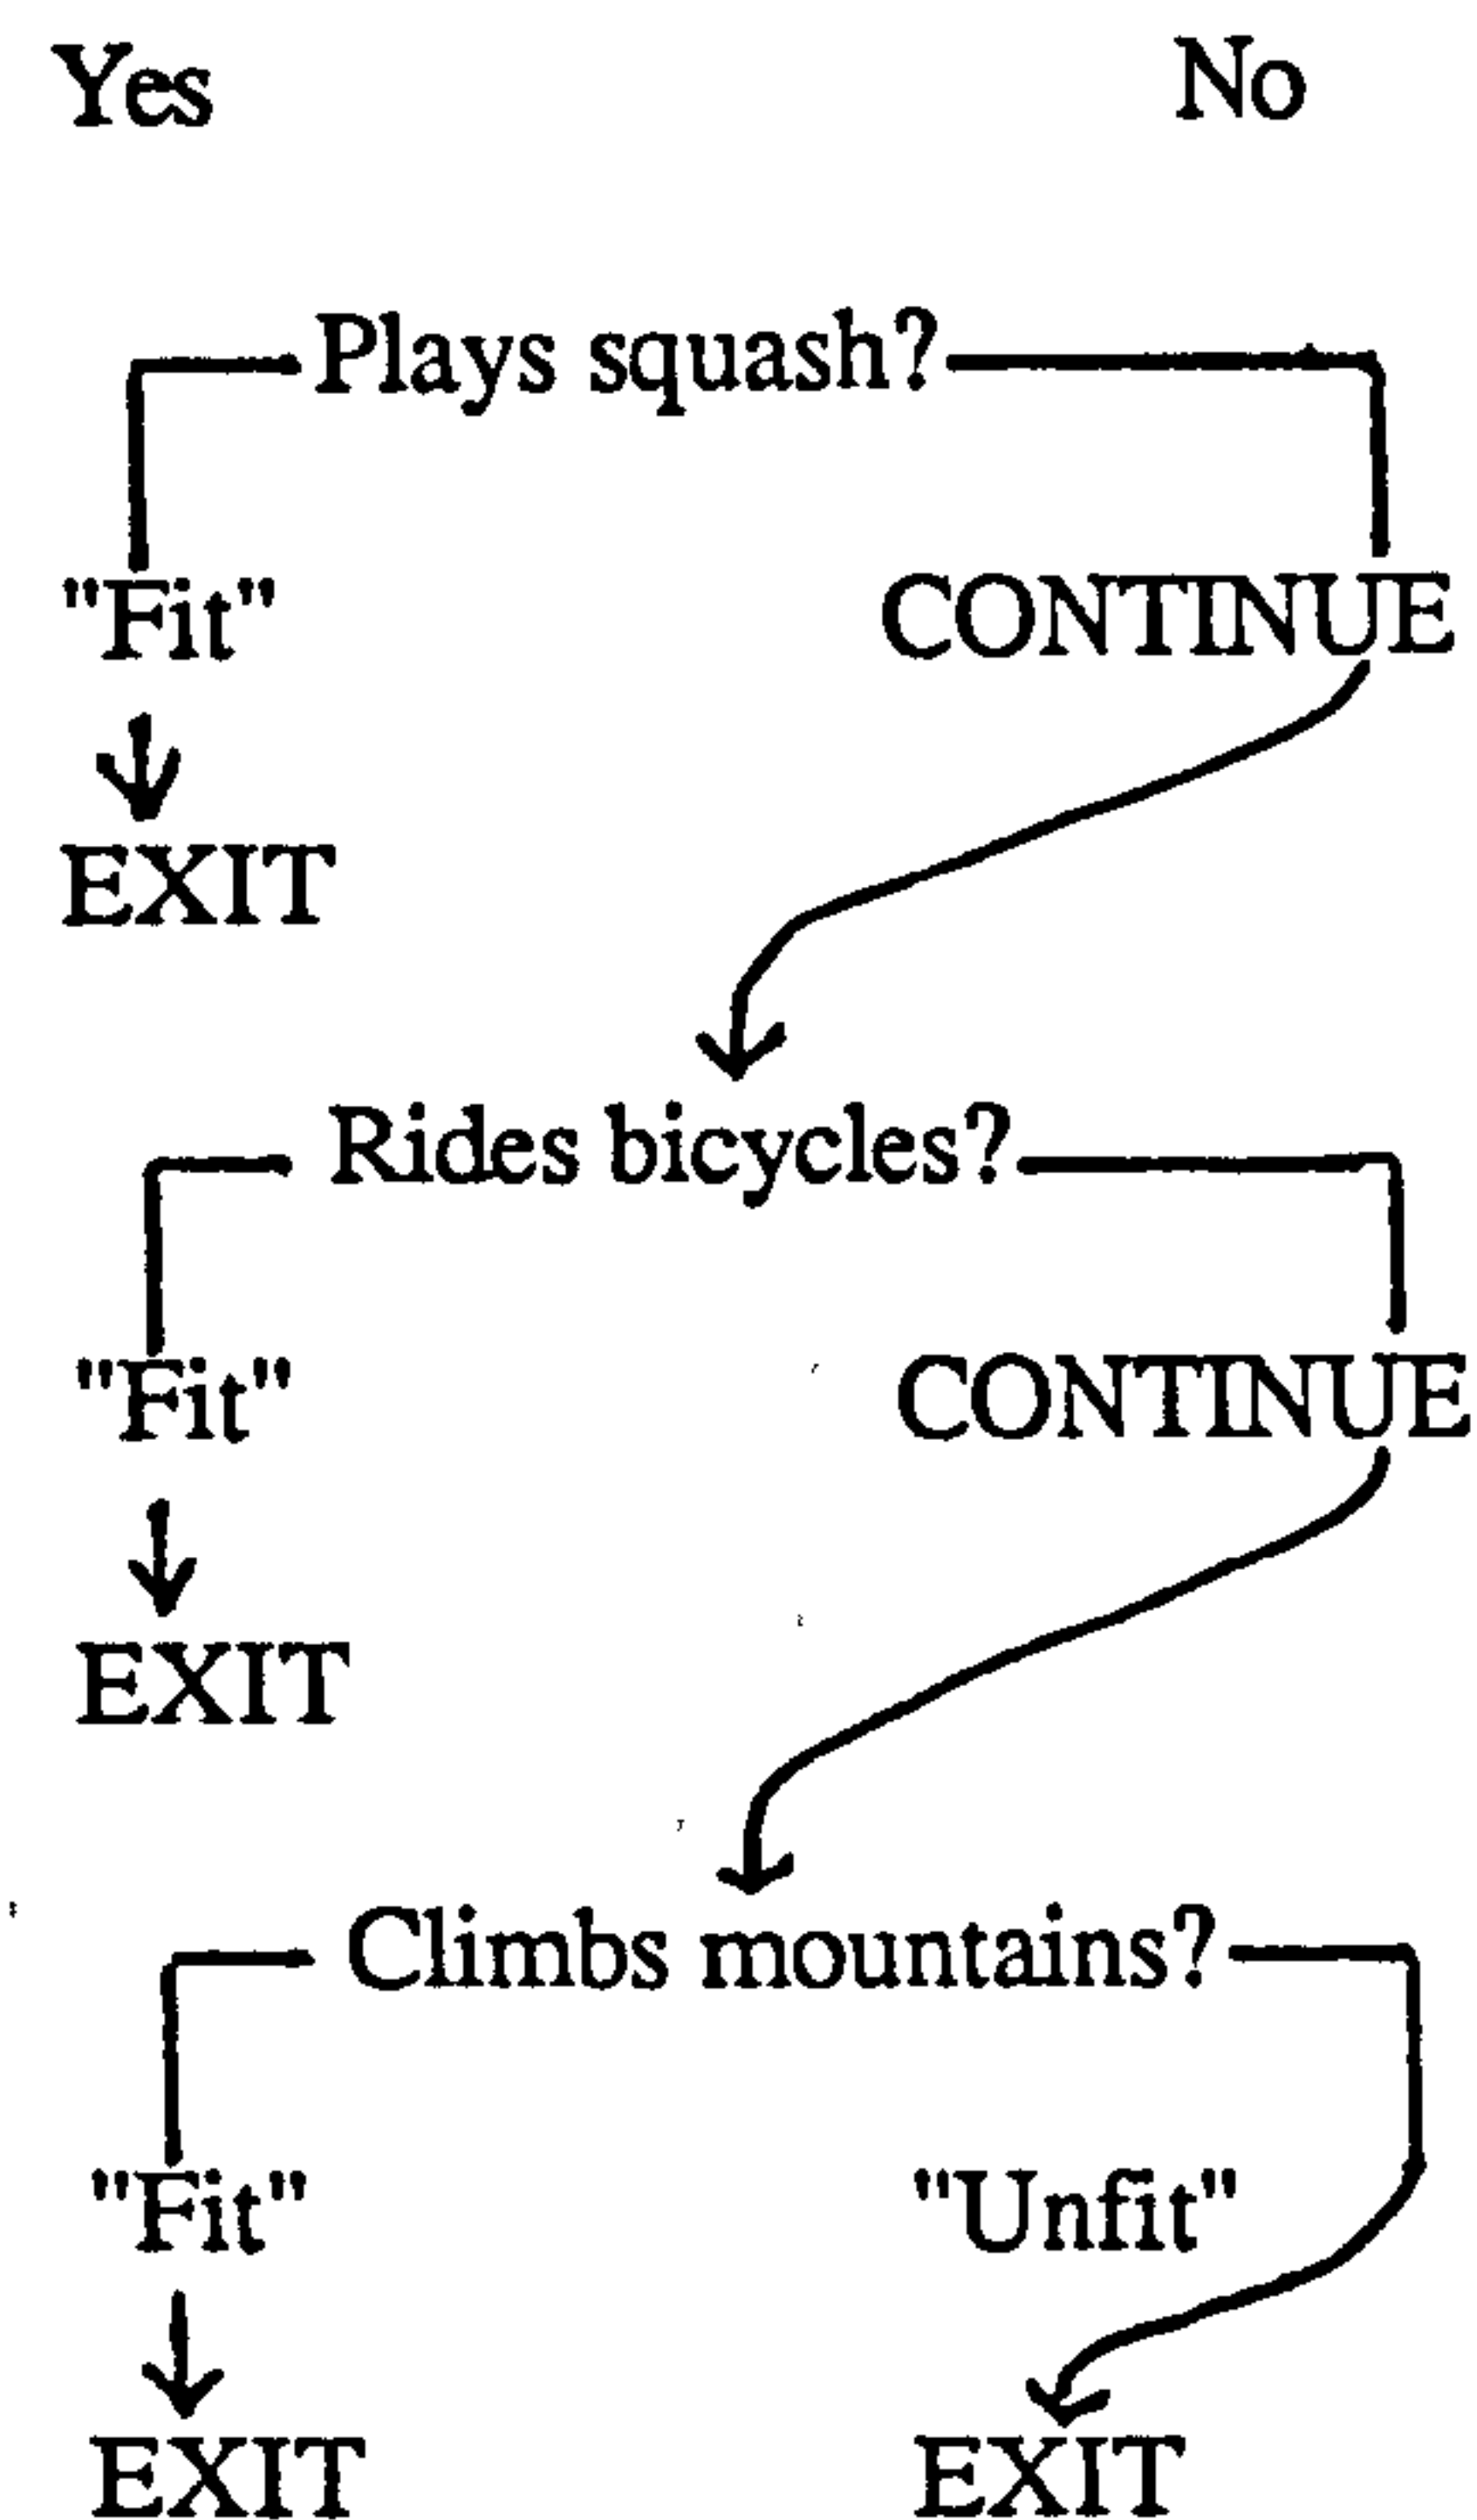 Yes No
Plays squash?
"Fit" CONTINUE
EXIT
Rides bicycles?
"Fit" CONTINUE
EXIT
Climbs mountains?
"Fit" "Unfit"
EXIT EXIT